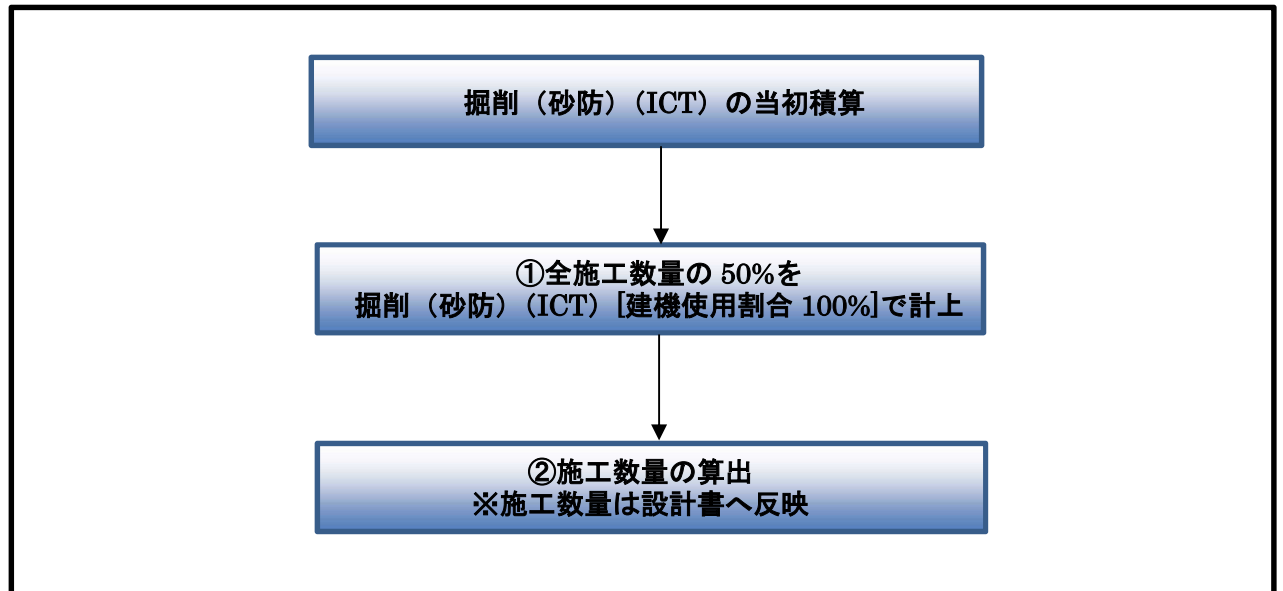 掘削（砂防）（ICT）の当初積算
①全施工数量の 50%を
掘削（砂防）（ICT）[建機使用割合 100%]で計上
②施工数量の算出
※施工数量は設計書へ反映